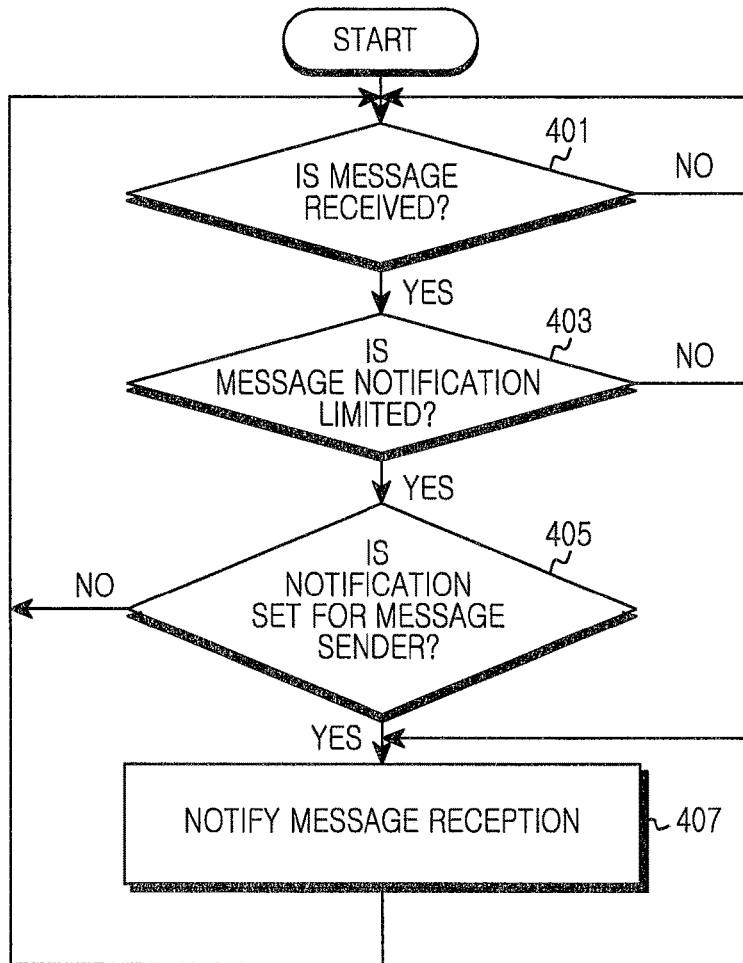 START
401
IS MESSAGE
RECEIVED?
NO
YES
403
IS
MESSAGE NOTIFICATION
LIMITED?
NO
YES
405
IS
NOTIFICATION
SET FOR MESSAGE
SENDER?
NO
YES
NOTIFY MESSAGE RECEPTION
407